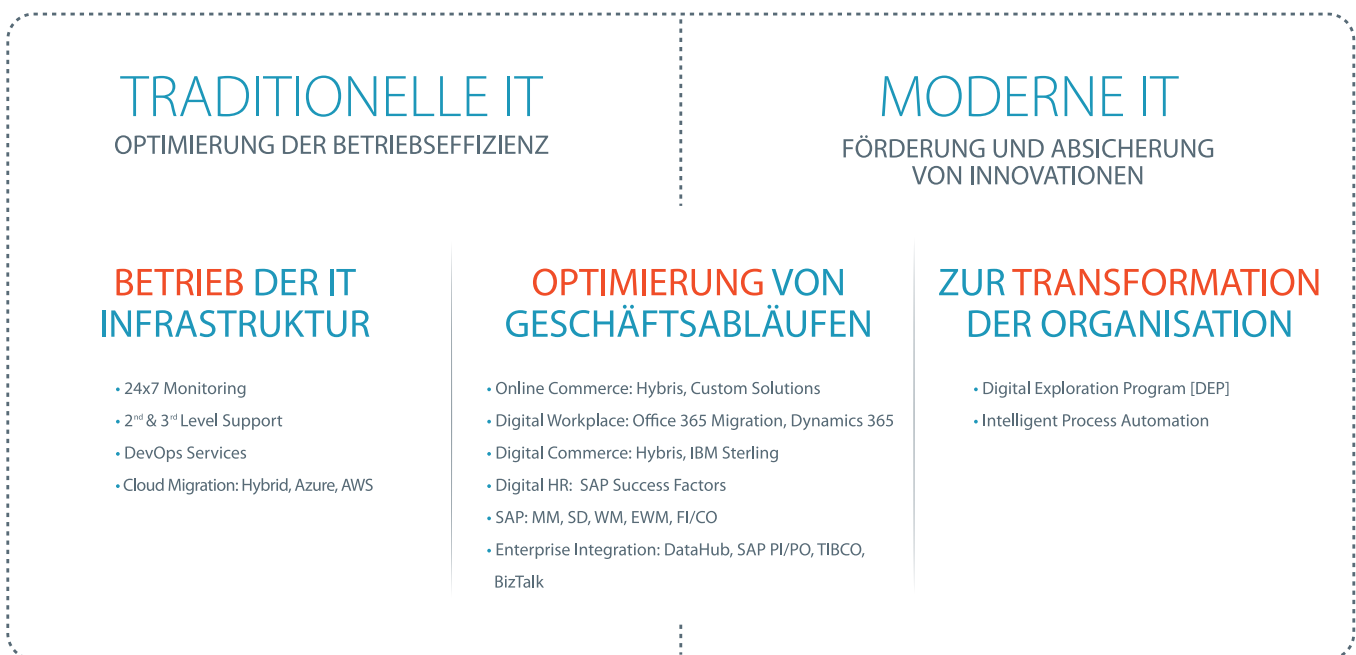 TRADITIONELLE IT
OPTIMIERUNG DER BETRIEBSEFFIZIENZ
MODERNE IT
FÖRDERUNG UND ABSICHERUNG
VON INNOVATIONEN
BETRIEB DER IT
INFRASTRUKTUR
• 24x7 Monitoring
• 2nd & 3rd Level Support
• DevOps Services
• Cloud Migration: Hybrid, Azure, AWS
OPTIMIERUNG VON
GESCHÄFTSABLÄUFEN
• Online Commerce: Hybris, Custom Solutions
• Digital Workplace: Office 365 Migration, Dynamics 365
• Digital Commerce: Hybris, IBM Sterling
• Digital HR: SAP Success Factors
• SAP: MM, SD, WM, EWM, FI/CO
• Enterprise Integration: DataHub, SAP PI/PO, TIBCO,
BizTalk
ZUR TRANSFORMATION
DER ORGANISATION
• Digital Exploration Program [DEP]
• Intelligent Process Automation